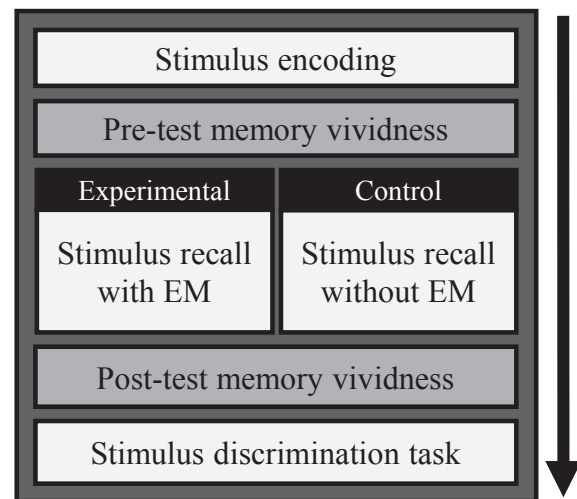 Stimulus encoding
Pre-test memory vividness
Experimental
Control
Stimulus recall
with EM
Stimulus recall
without EM
Post-test memory vividness
Stimulus discrimination task